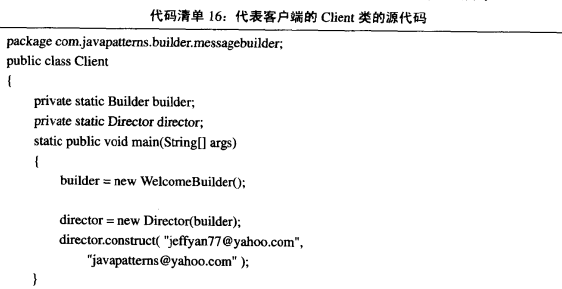 代码清单 16：代表客户端的 Client 类的源代码
package com.javapatterns.builder.messagebuilder;
public class Client
{
private static Builder builder;
private static Director director;
static public void main(String[] args)
{
builder = new WelcomeBuilder();
director = new Director(builder);
director.construct( "jeffyan77@yahoo.com",
"javapatterns@yahoo.com" );
}